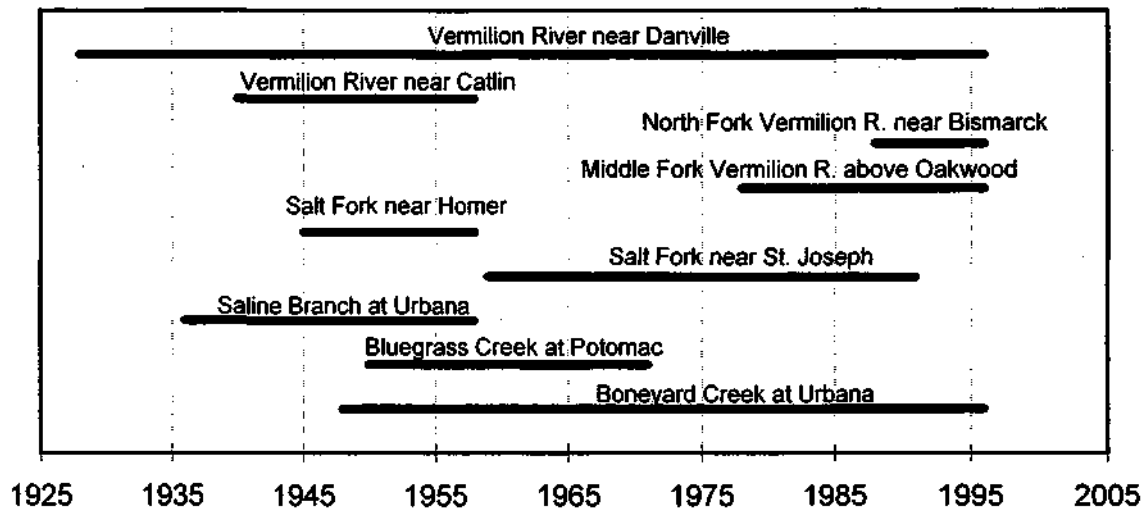 Vermilion River near Danville
Vermilion River near Catlin
North Fork Vermilion R. near Bismarck
Middle Fork Vermilion R. above Oakwood
Salt Fork near Homer
Salt Fork near St. Joseph
Saline Branch at Urbana
Bluegrass Creek at Potomac
Boneyard Creek at Urbana
1925 1935 1945 1955 1965 1975 1985 1995 2005